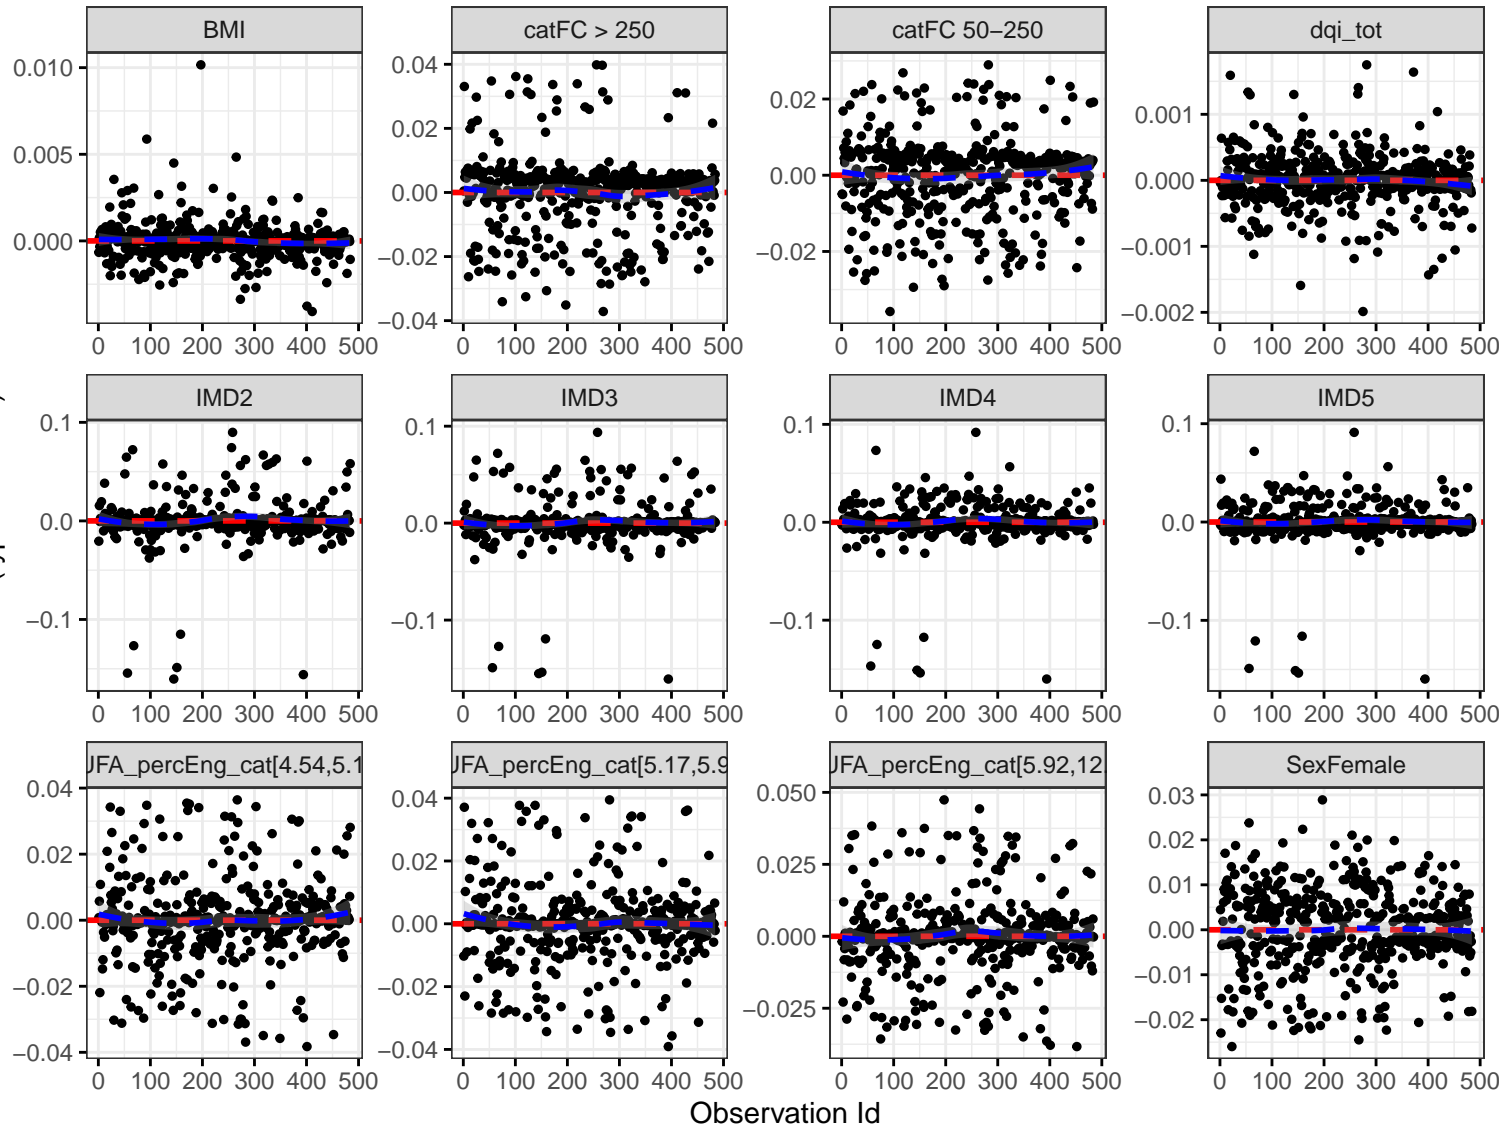 BMI
catFC > 250
catFC 50−250
dqi_tot
0.010
0.005
0.000
0.04
0.02
0.00
−0.02
−0.04
0.02
0.00
−0.02
0.001
0.000
−0.001
−0.002
0 100 200 300 400 500
0 100 200 300 400 500
0 100 200 300 400 500
0 100 200 300 400 500
IMD2
IMD3
IMD4
IMD5
0.1
0.0
−0.1
0.1
0.0
−0.1
0.1
0.0
−0.1
0.1
0.0
−0.1
0 100 200 300 400 500
0 100 200 300 400 500
0 100 200 300 400 500
0 100 200 300 400 500
JFA_percEng_cat[4.54,5.1
JFA_percEng_cat[5.17,5.9
JFA_percEng_cat[5.92,12.
SexFemale
0.04
0.02
0.00
−0.02
−0.04
0.04
0.02
0.00
−0.02
−0.04
0.050
0.025
0.000
−0.025
0.03
0.02
0.01
0.00
−0.01
−0.02
0 100 200 300 400 500
0 100 200 300 400 500
0 100 200 300 400 500
0 100 200 300 400 500
Observation Id